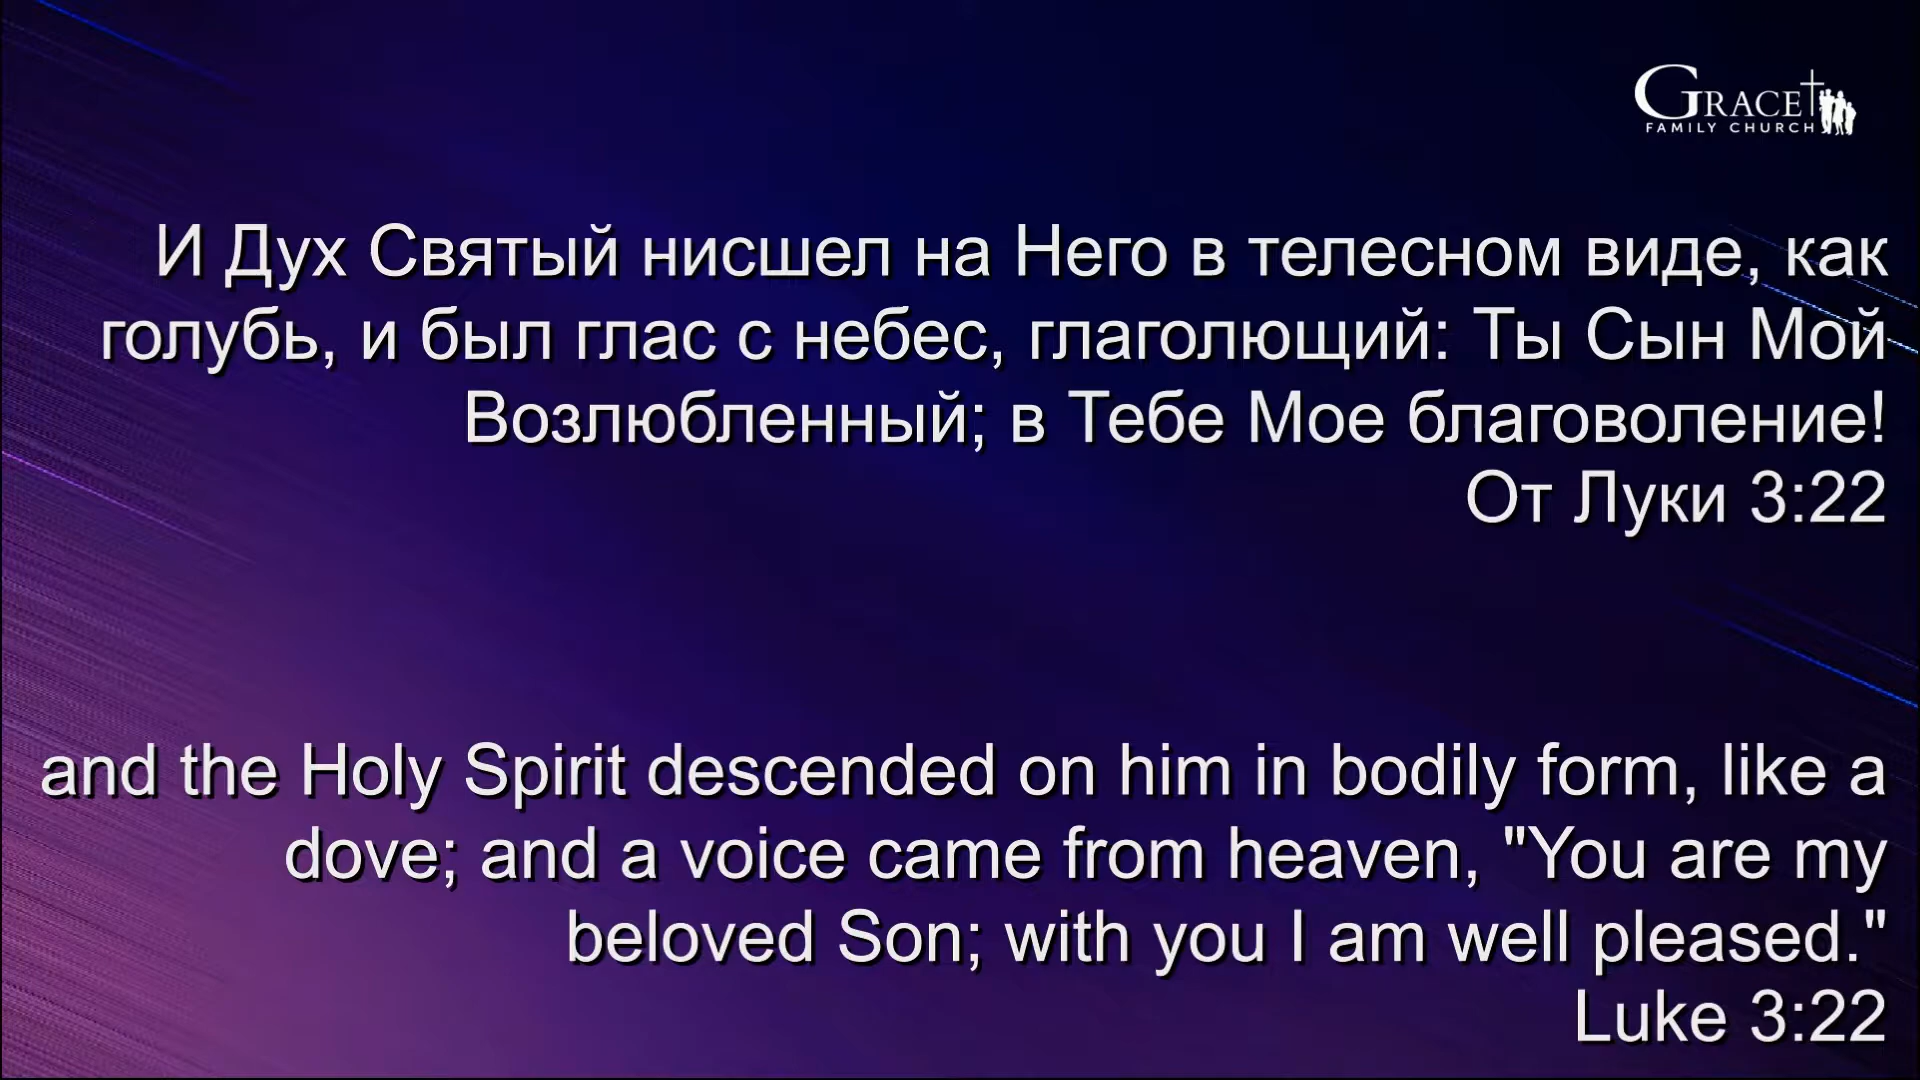 GRACE
FAMILY CHURCH
И Дух Святый нисшел на Него в телесном виде, как
голубь, и был глас с небес, глаголющий: Ты Сын Мой
Возлюбленный; в Тебе Мое благоволение!
От Луки 3:22
and the Holy Spirit descended on him in bodily form, like a
dove; and a voice came from heaven, "You are my
beloved Son; with you I am well pleased."
Luke 3:22